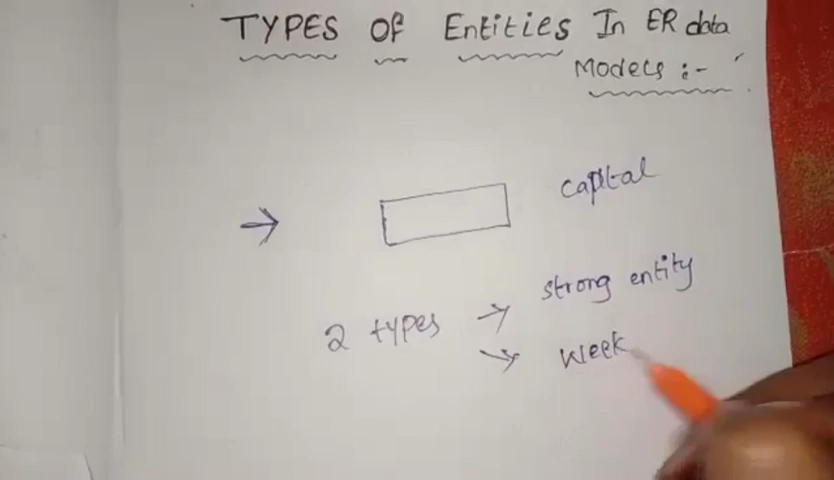 TYPES OF Entities In ER data
Models :-
→ capital
2 types → strong entity
→ week